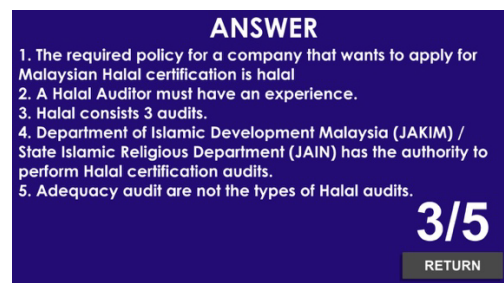 ANSWER
1. The required policy for a company that wants to apply for
Malaysian Halal certification is halal
2. A Halal Auditor must have an experience.
3. Halal consists 3 audits.
4. Department of Islamic Development Malaysia (JAKIM) /
State Islamic Religious Department (JAIN) has the authority to
perform Halal certification audits.
5. Adequacy audit are not the types of Halal audits.
3/5
RETURN